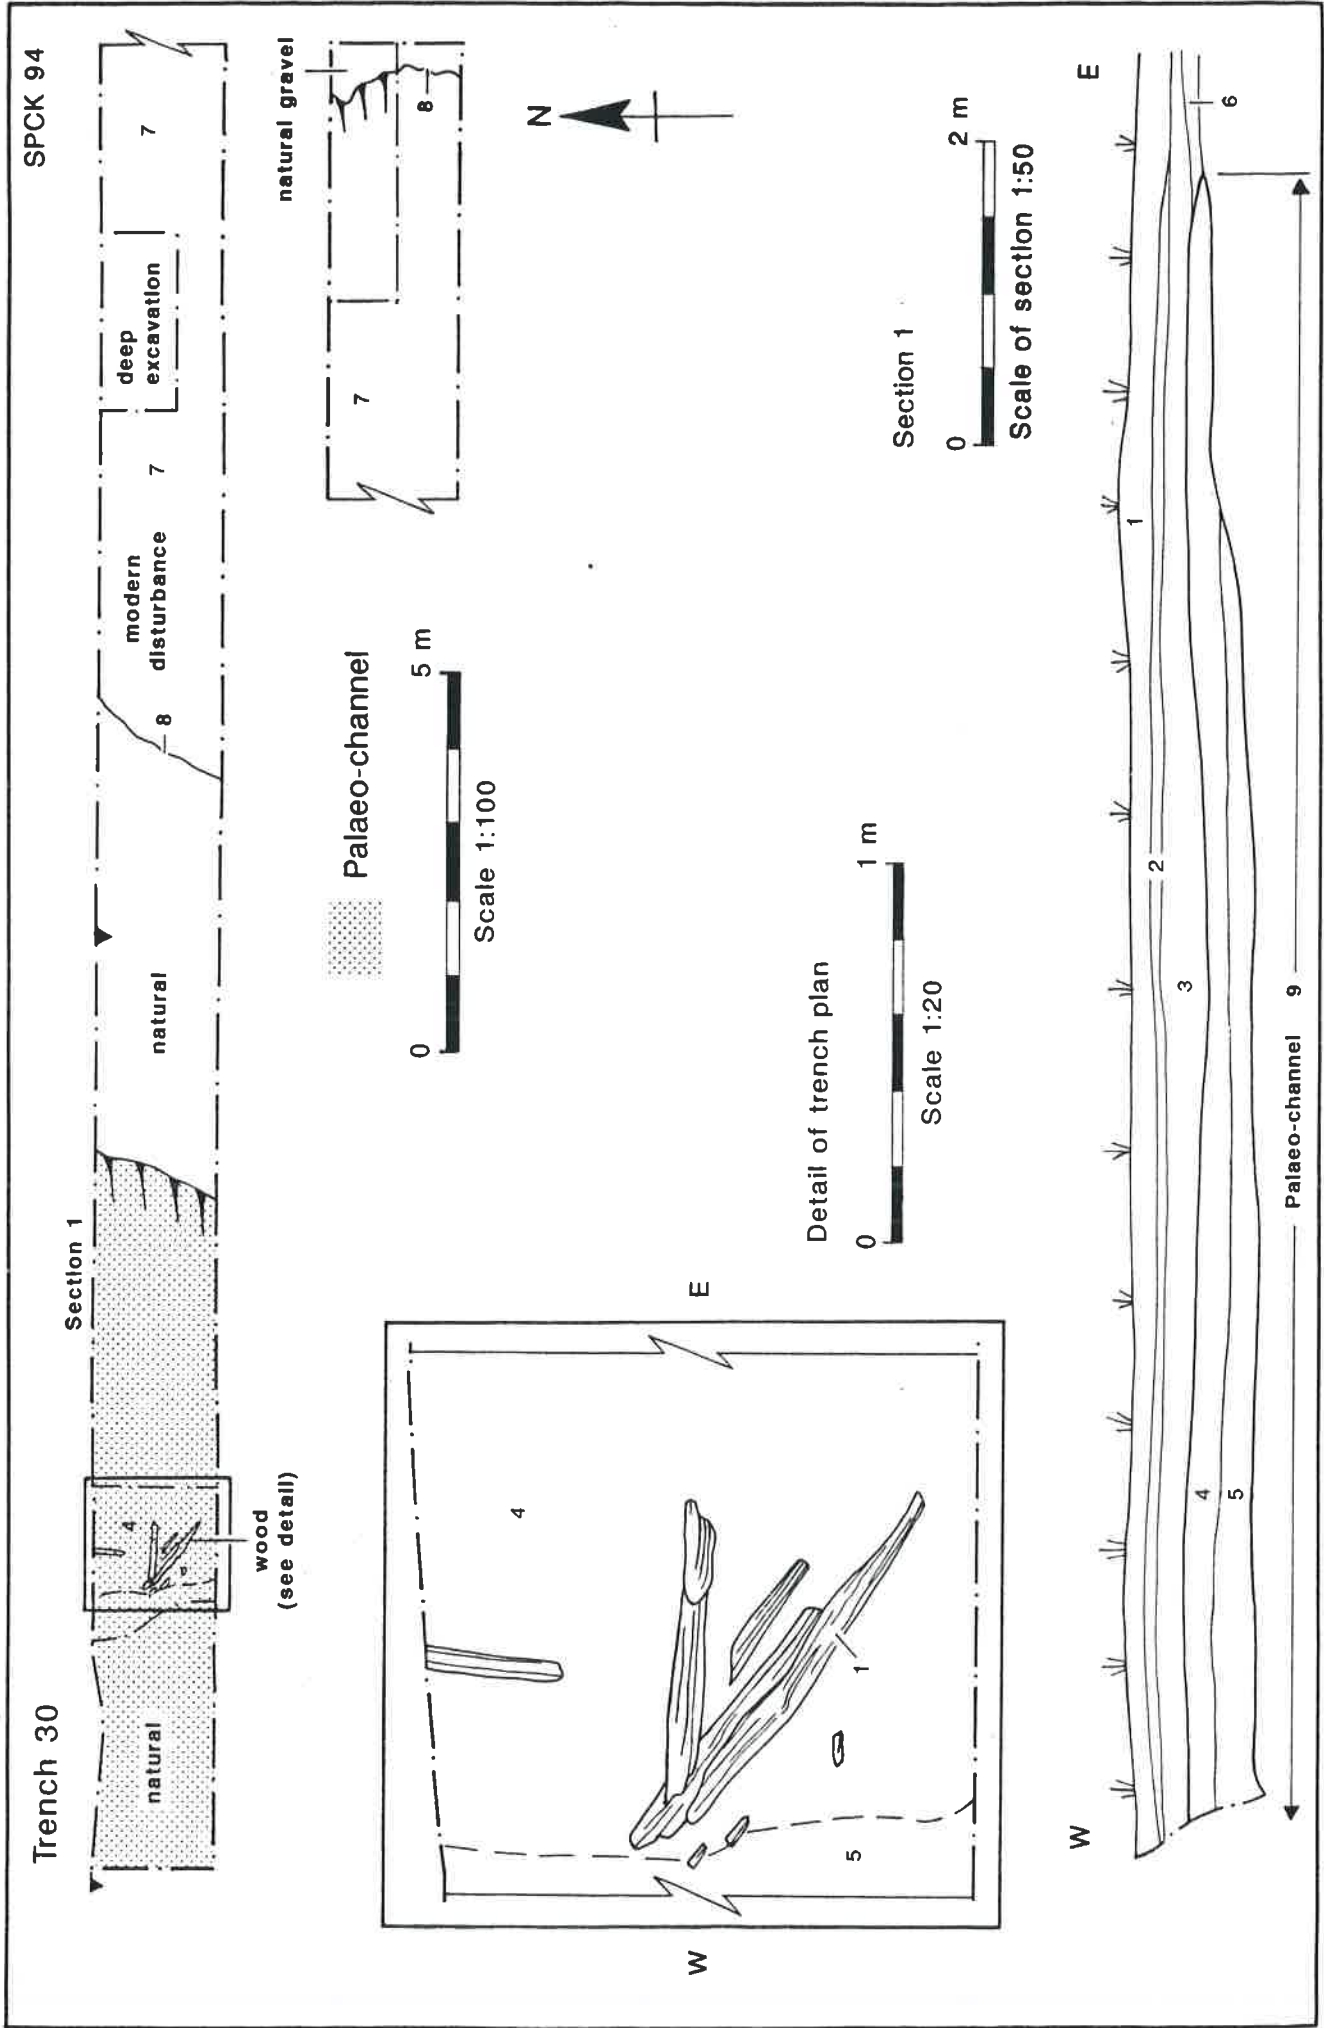 Trench 30
SPCK 94
Section 1
natural
4
wood
(see detail)
natural
8
modern
disturbance
7
deep
excavation
7
natural gravel
7
8
N
Palaeo-channel
0
5 m
Scale 1:100
W
E
4
5
1
Detail of trench plan
0
1 m
Scale 1:20
Section 1
0
2 m
Scale of section 1:50
W
E
1
2
3
4
5
6
Palaeo-channel 9